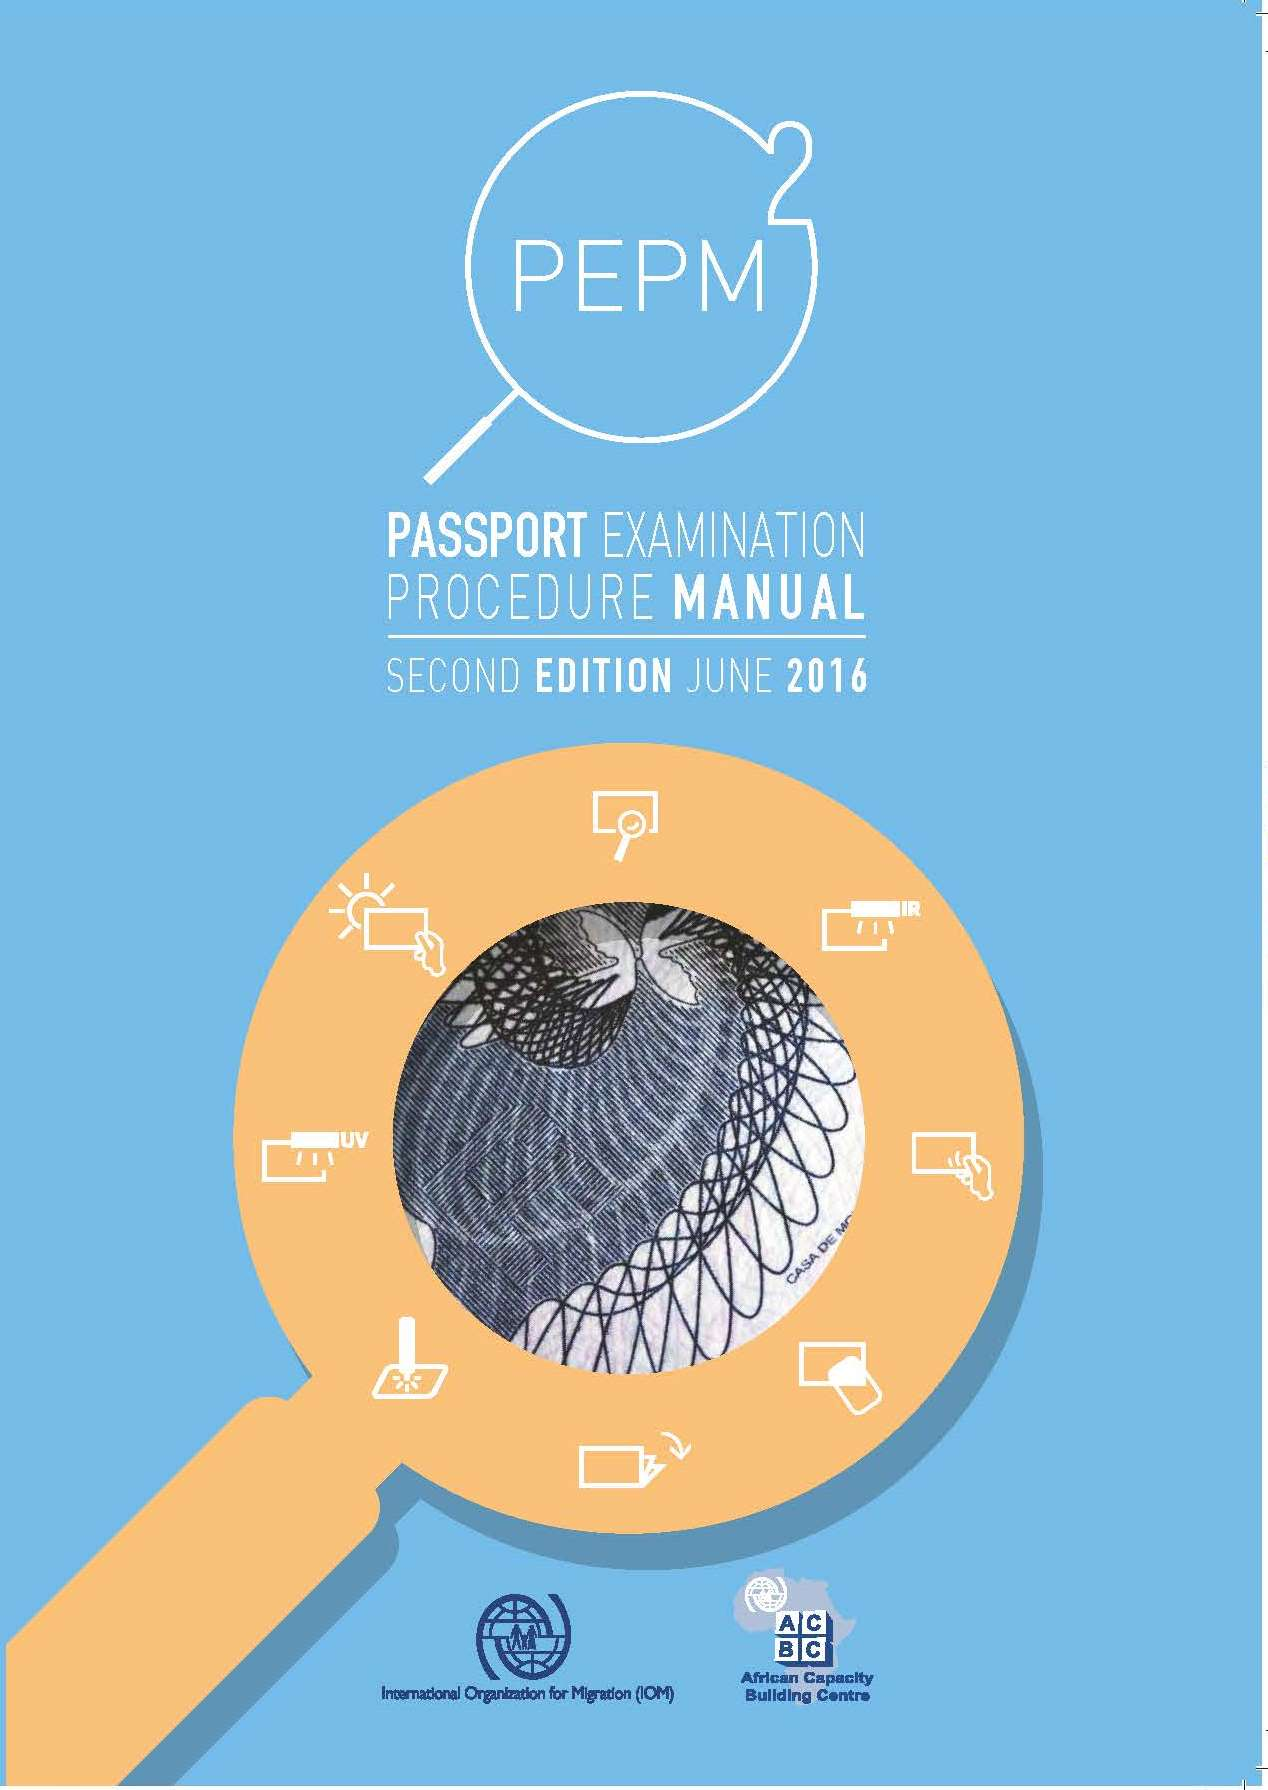 2
PEPM
PASSPORT EXAMINATION
PROCEDURE MANUAL
SECOND EDITION JUNE 2016
IR
UV
CASA DE MO
A C
B C
International Organization for Migration (IOM)
African Capacity
Building Centre